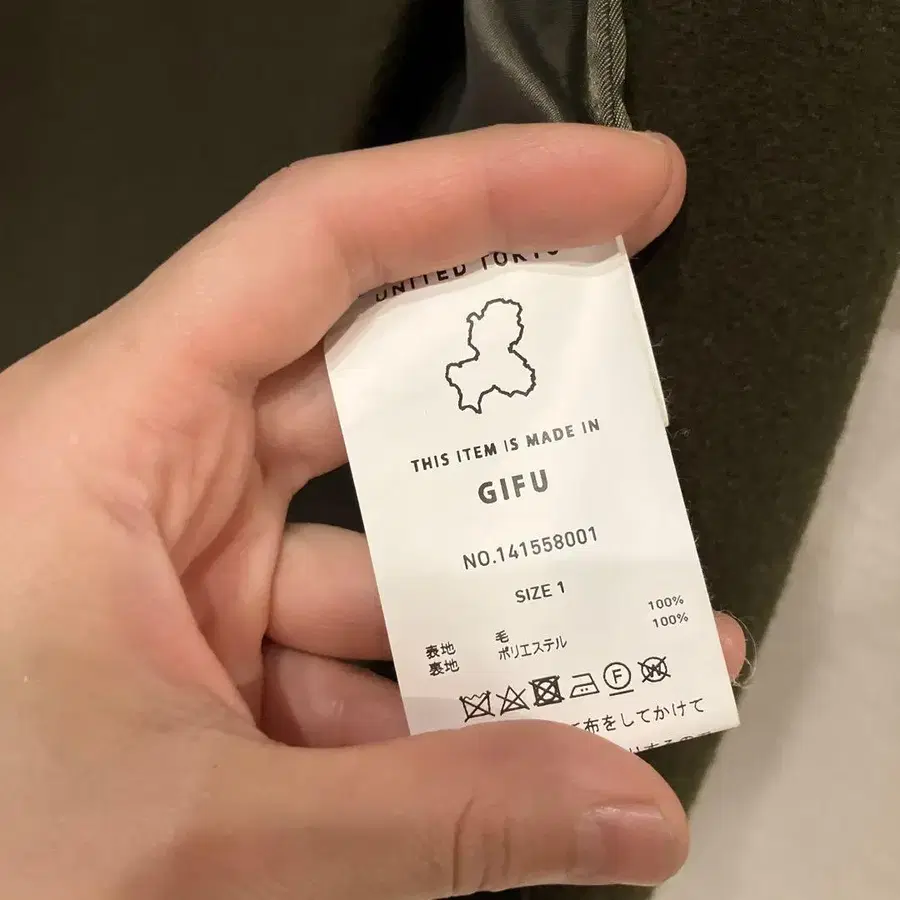 UNITED TOKYO
THIS ITEM IS MADE IN
GIFU
NO.141558001
SIZE 1
表地 毛 100%
裏地 ポリエステル 100%
F
W
布をしてかけて